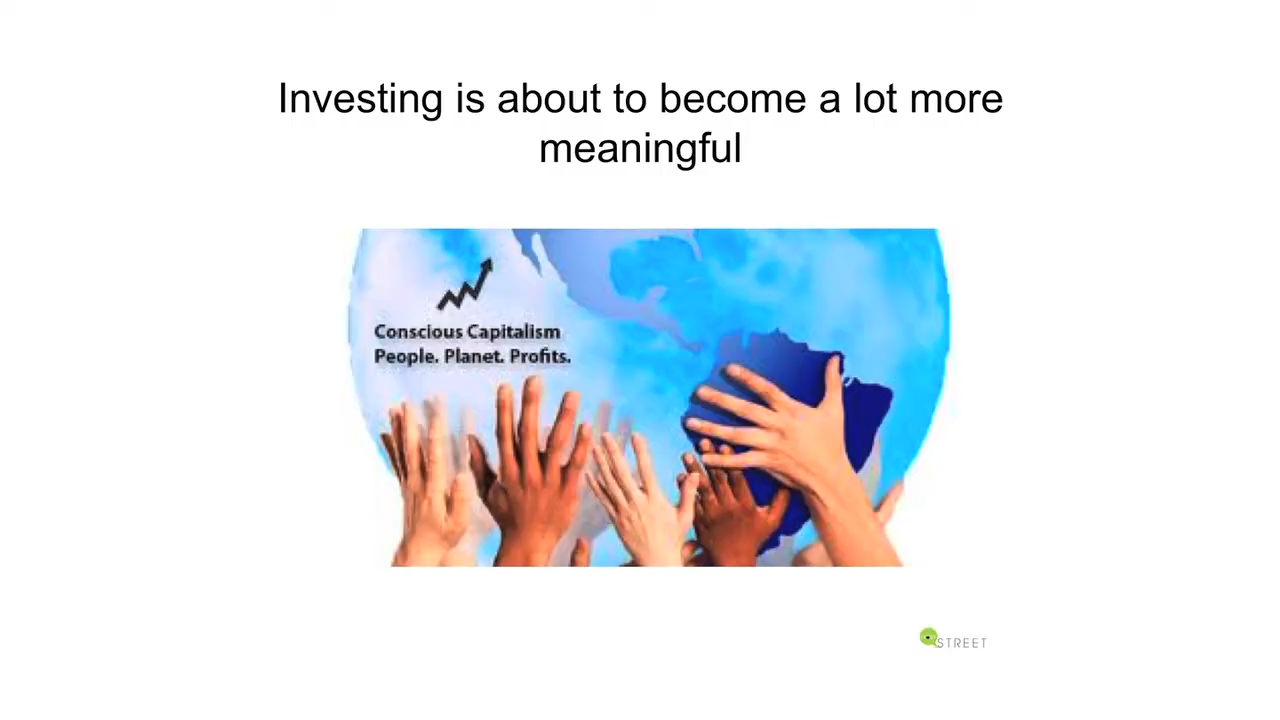 Investing is about to become a lot more
meaningful
Conscious Capitalism
People. Planet. Profits.
STREET